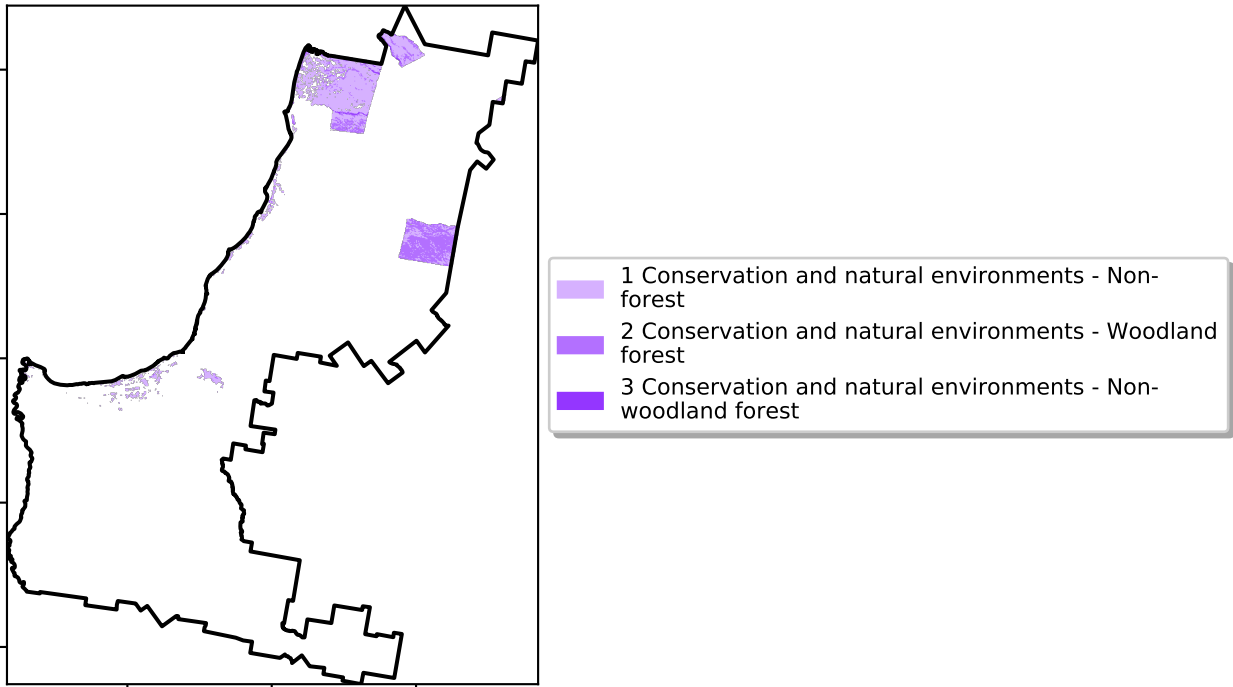 1 Conservation and natural environments - Non-
forest
2 Conservation and natural environments - Woodland
forest
3 Conservation and natural environments - Non-
woodland forest